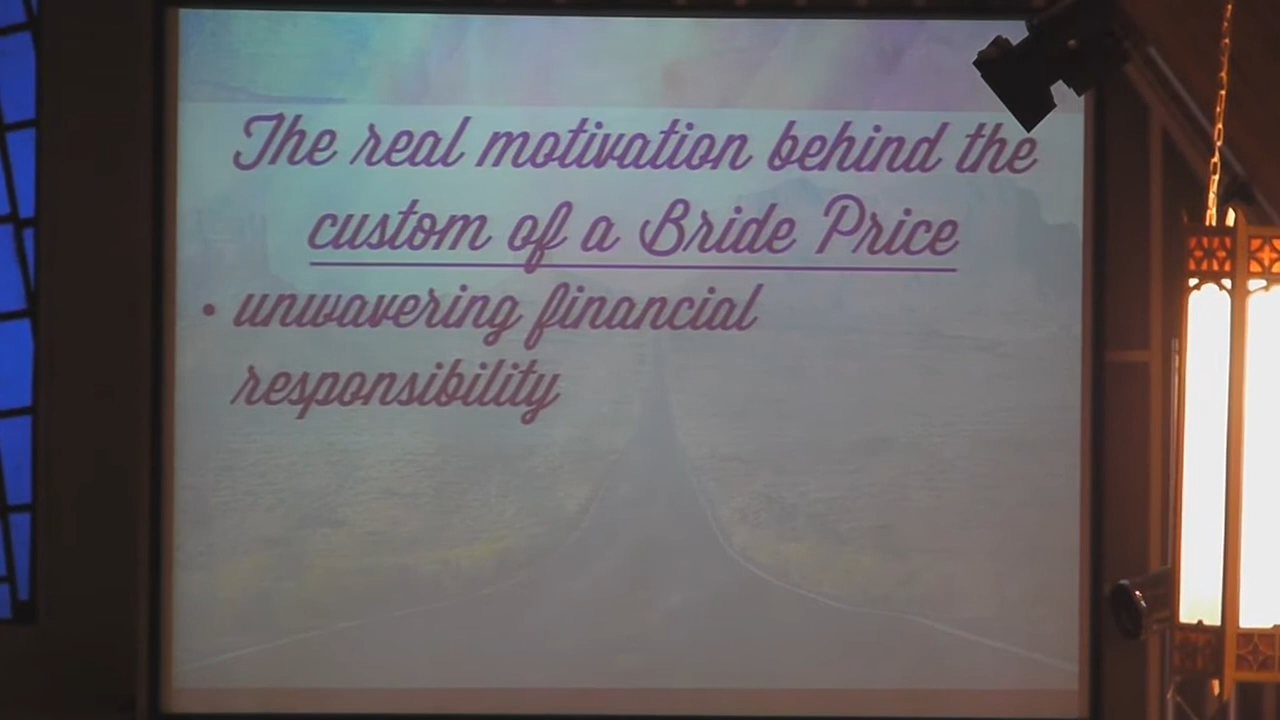 The real motivation behind the
custom of a Bride Price
• unwavering financial
responsibility